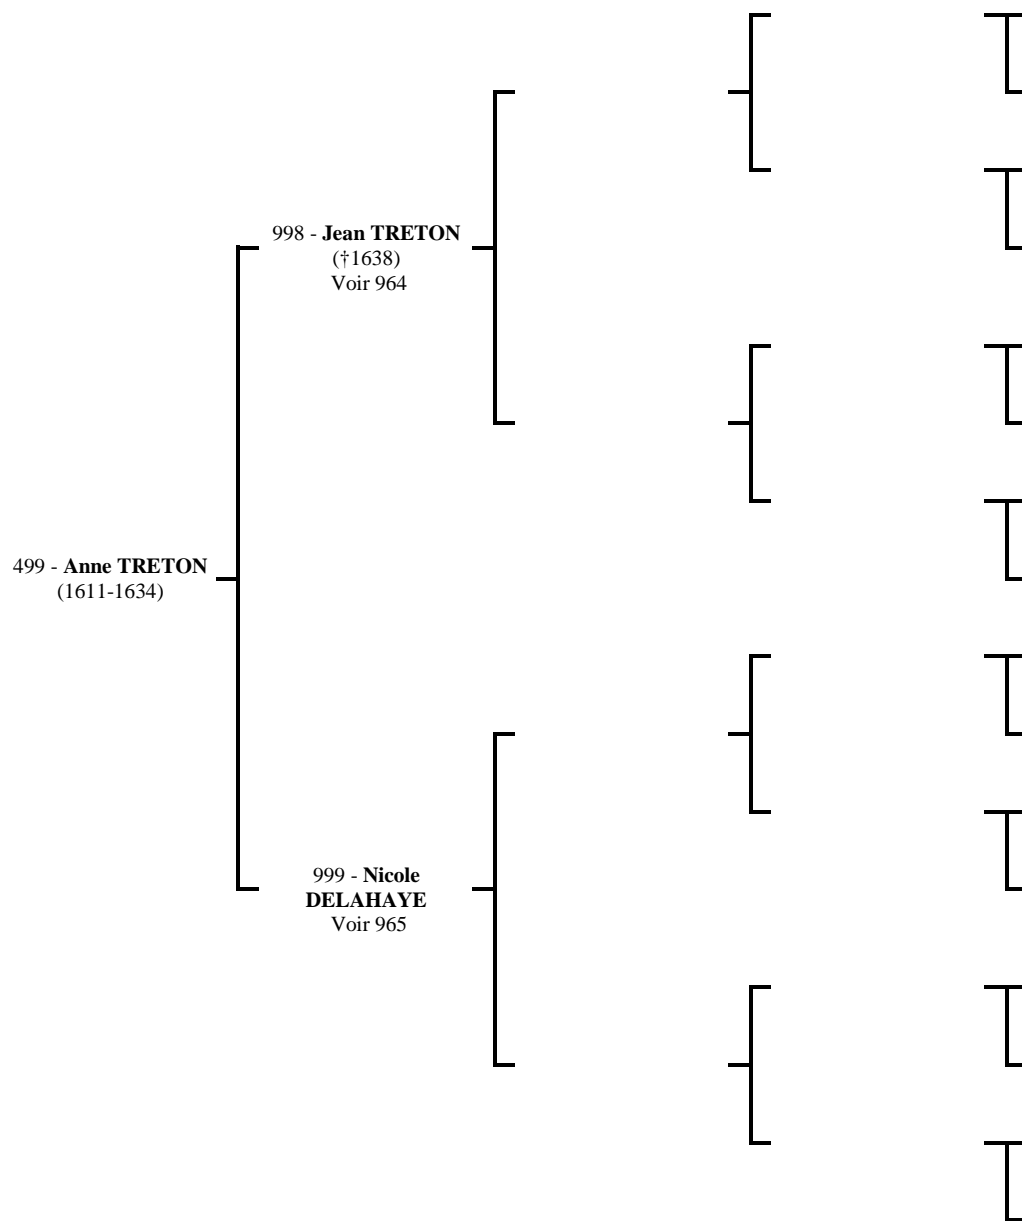 998 - Jean TRETON
(†1638)
Voir 964
499 - Anne TRETON
(1611-1634)
999 - Nicole
DELAHAYE
Voir 965